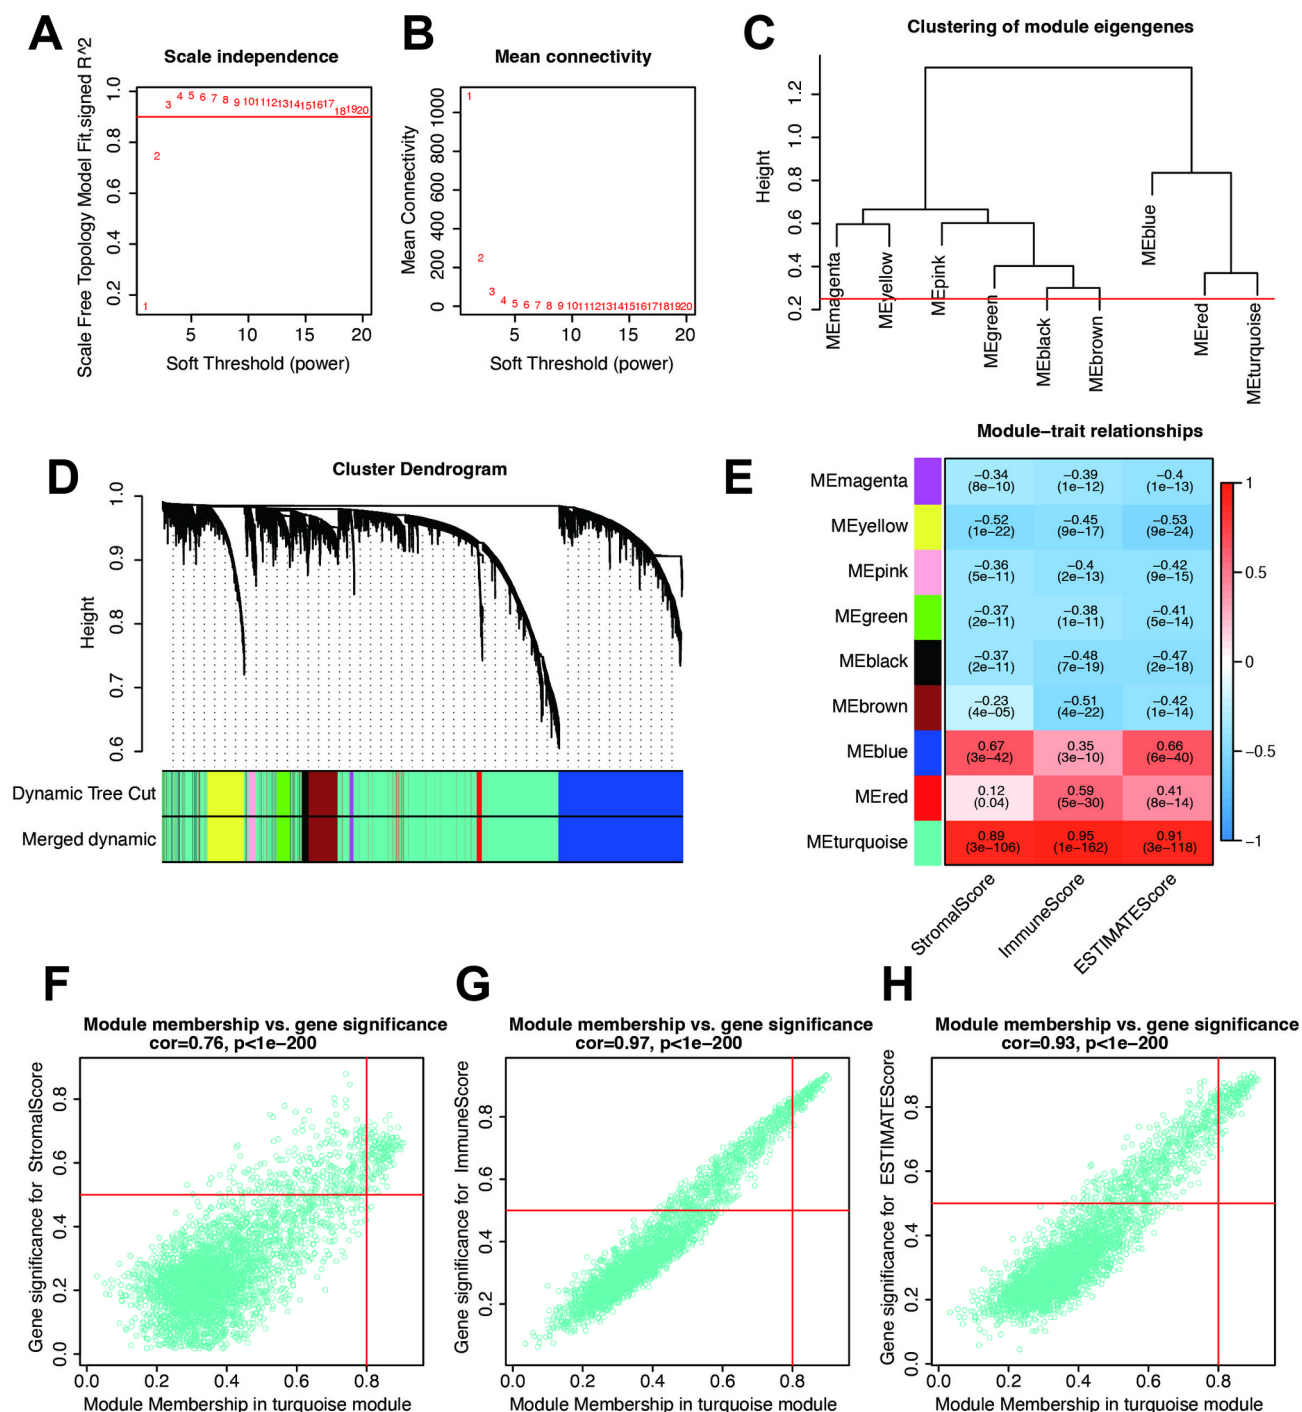 A
Scale independence
Scale Free Topology Model Fit,signed R^2
1.0
0.8
0.6
0.4
0.2
1 2 3 4 5 6 7 8 9 10 11 12 13 14 15 16 17 18 19 20
5 10 15 20
Soft Threshold (power)
B
Mean connectivity
Mean Connectivity
1000
800
600
400
200
0
1 2 3 4 5 6 7 8 9 10 11 12 13 14 15 16 17 18 19 20
5 10 15 20
Soft Threshold (power)
C
Clustering of module eigengenes
Height
1.2
1.0
0.8
0.6
0.4
0.2
MEmagenta
MEyellow
MEpink
MEgreen
MEblack
MEbrown
MEblue
MEred
MEturquoise
D
Cluster Dendrogram
Height
1.0
0.9
0.8
0.7
0.6
Dynamic Tree Cut
Merged dynamic
E
Module−trait relationships
MEmagenta −0.34 −0.39 −0.4
(8e−10) (1e−12) (1e−13)
MEyellow −0.52 −0.45 −0.53
(1e−22) (9e−17) (9e−24)
MEpink −0.36 −0.4 −0.42
(5e−11) (2e−13) (9e−15)
MEgreen −0.37 −0.38 −0.41
(2e−11) (1e−11) (5e−14)
MEblack −0.37 −0.48 −0.47
(2e−11) (7e−19) (2e−18)
MEbrown −0.23 −0.51 −0.42
(4e−05) (4e−22) (1e−14)
MEblue 0.67 0.35 0.66
(3e−42) (3e−10) (6e−40)
MEred 0.12 0.59 0.41
(0.04) (5e−30) (8e−14)
MEturquoise 0.89 0.95 0.91
(3e−106) (1e−162) (3e−118)
StromalScore
ImmuneScore
ESTIMATEScore
1
0.5
0
−0.5
−1
F
Module membership vs. gene significance
cor=0.76, p<1e−200
Gene significance for StromalScore
0.8
0.6
0.4
0.2
0.0
0.0 0.2 0.4 0.6 0.8
Module Membership in turquoise module
G
Module membership vs. gene significance
cor=0.97, p<1e−200
Gene significance for ImmuneScore
0.8
0.6
0.4
0.2
0.0 0.2 0.4 0.6 0.8
Module Membership in turquoise module
H
Module membership vs. gene significance
cor=0.93, p<1e−200
Gene significance for ESTIMATEScore
0.8
0.6
0.4
0.2
0.0
0.0 0.2 0.4 0.6 0.8
Module Membership in turquoise module